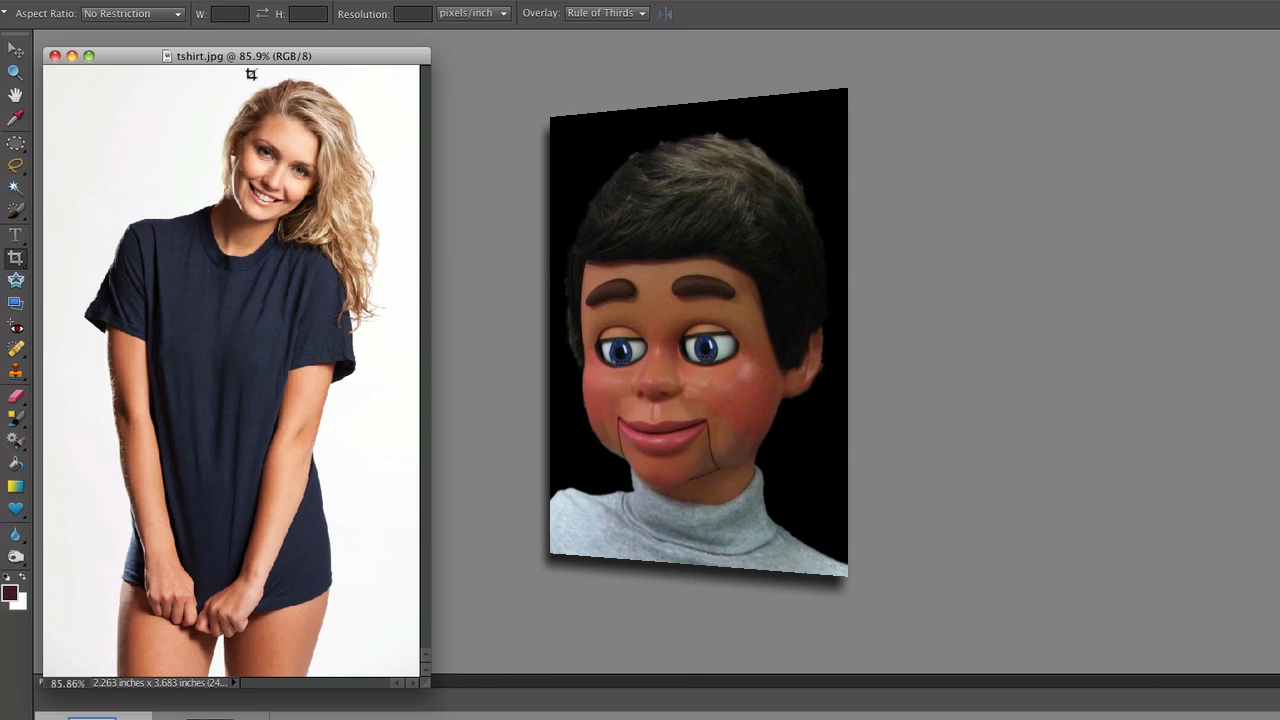 Aspect Ratio: No Restriction W: H: Resolution: pixels/inch Overlay: Rule of Thirds
tshirt.jpg @ 85.9% (RGB/8)
T
85.86% 2.263 inches x 3.683 inches (24...